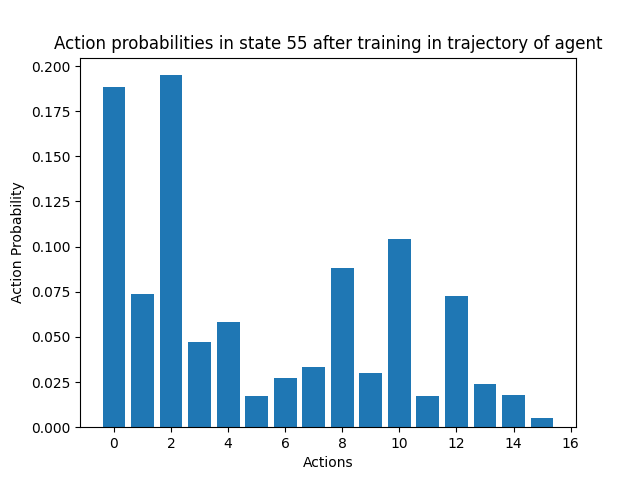 Action probabilities in state 55 after training in trajectory of agent
0.200
0.175
0.150
0.125
0.100
0.075
0.050
0.025
0.000
Action Probability
0 2 4 6 8 10 12 14 16
Actions